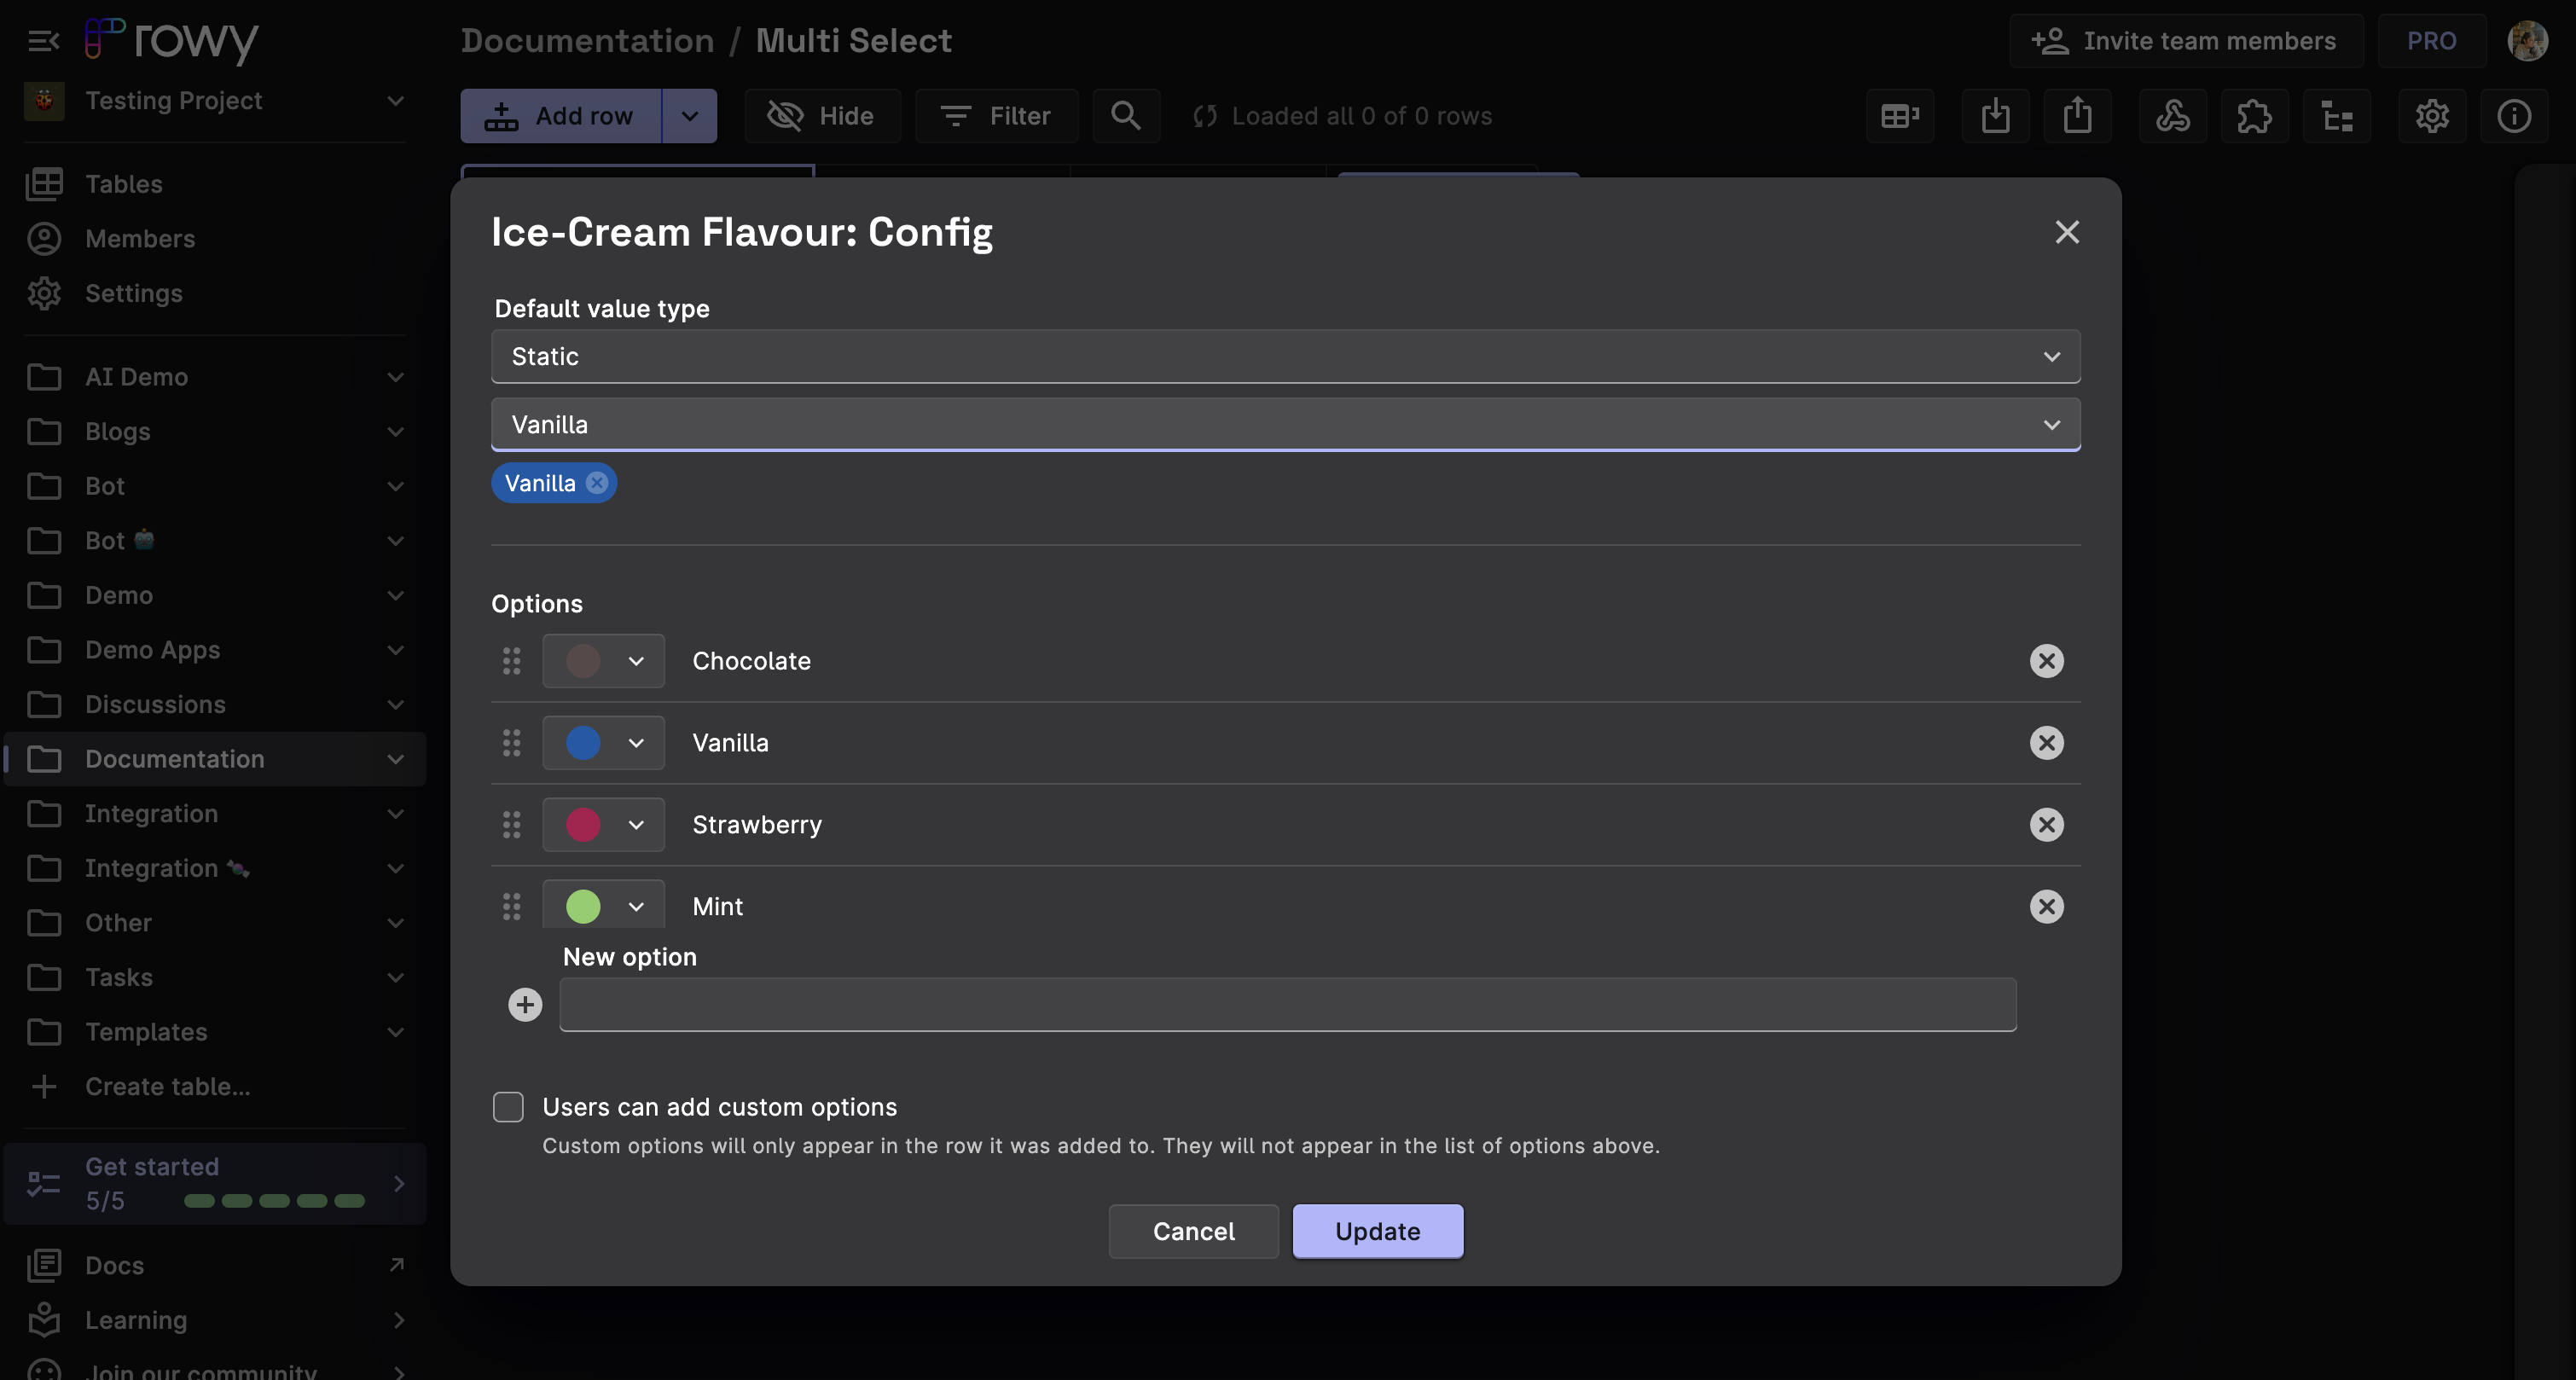 rowy
Documentation / Multi Select
Invite team members
PRO
Testing Project
Add row
Hide
Filter
Loaded all 0 of 0 rows
Tables
Members
Settings
AI Demo
Blogs
Bot
Bot
Demo
Demo Apps
Discussions
Documentation
Integration
Integration
Other
Tasks
Templates
Create table...
Get started
5/5
Docs
Learning
Join our community
Ice-Cream Flavour: Config
Default value type
Static
Vanilla
Vanilla
Options
Chocolate
Vanilla
Strawberry
Mint
New option
Users can add custom options
Custom options will only appear in the row it was added to. They will not appear in the list of options above.
Cancel
Update